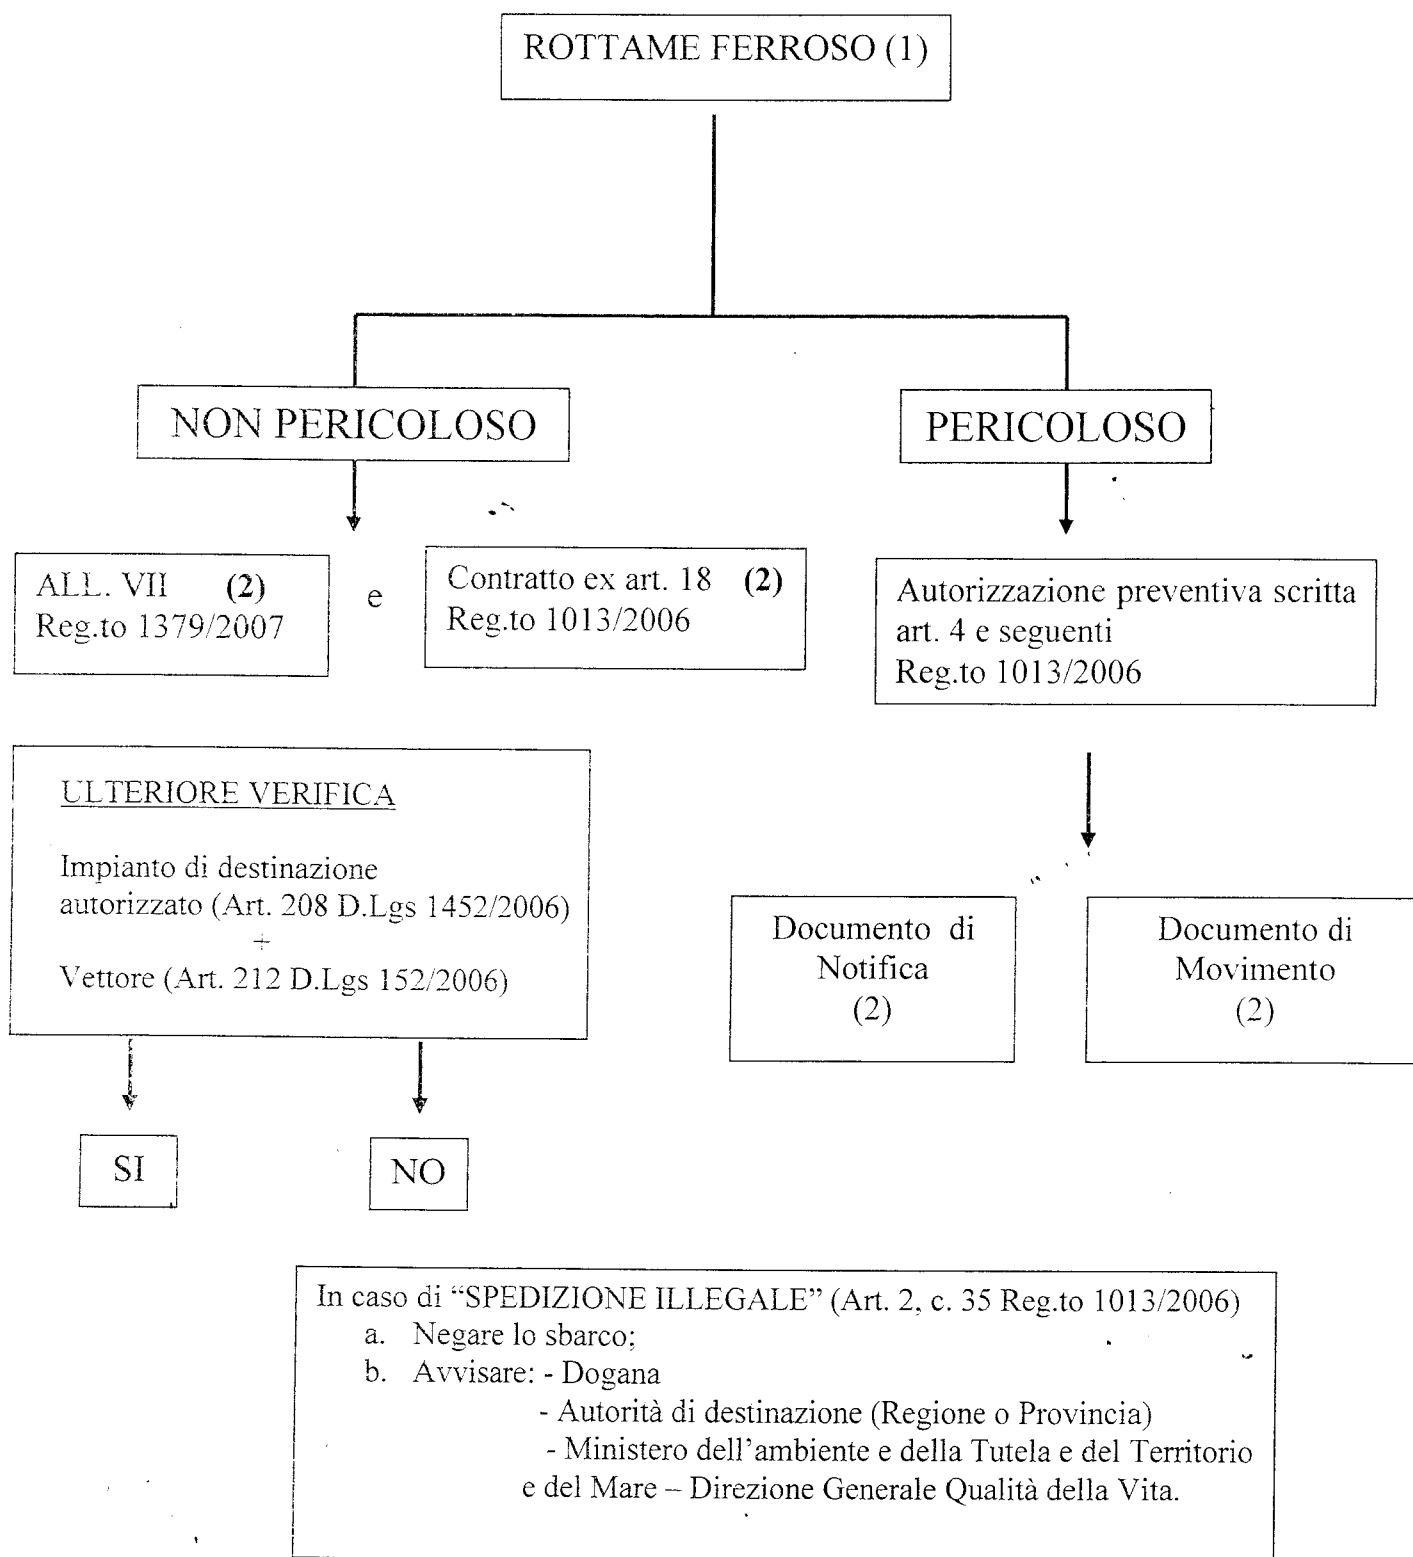 ROTTAME FERROSO (1)
NON PERICOLOSO
PERICOLOSO
ALL. VII (2)
Reg.to 1379/2007
e
Contratto ex art. 18 (2)
Reg.to 1013/2006
Autorizzazione preventiva scritta
art. 4 e seguenti
Reg.to 1013/2006
ULTERIORE VERIFICA
Impianto di destinazione
autorizzato (Art. 208 D.Lgs 1452/2006)
+
Vettore (Art. 212 D.Lgs 152/2006)
Documento di
Notifica
(2)
Documento di
Movimento
(2)
SI
NO
In caso di “SPEDIZIONE ILLEGALE” (Art. 2, c. 35 Reg.to 1013/2006)
a. Negare lo sbarco;
b. Avvisare: - Dogana
- Autorità di destinazione (Regione o Provincia)
- Ministero dell’ambiente e della Tutela e del Territorio
e del Mare – Direzione Generale Qualità della Vita.